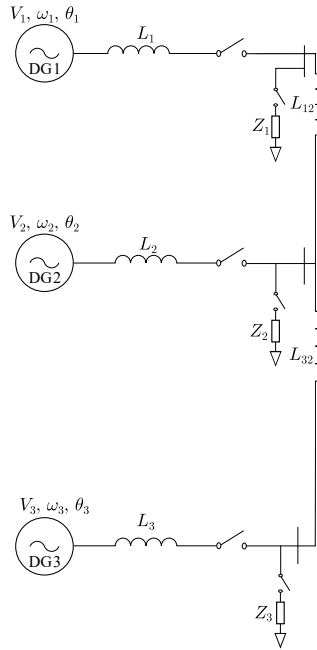 V₁, ω₁, θ₁
L₁
DG1
L₁₂
Z₁
V₂, ω₂, θ₂
L₂
DG2
Z₂
L₃₂
V₃, ω₃, θ₃
L₃
DG3
Z₃